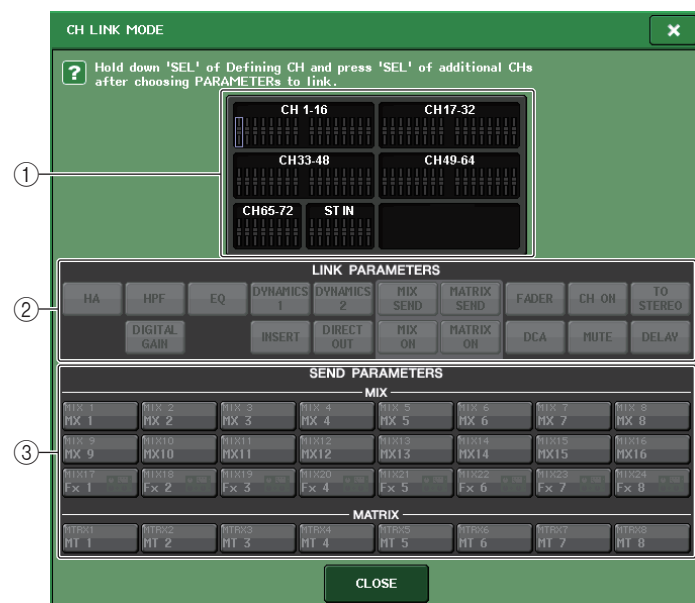 CH LINK MODE
? Hold down 'SEL' of Defining CH and press 'SEL' of additional CHs
after choosing PARAMETERs to link.
CH 1-16 CH17-32
1
CH33-48 CH49-64
CH65-72 ST IN
LINK PARAMETERS
HA HPF EQ DYNAMICS 1 DYNAMICS 2 MIX SEND MATRIX SEND FADER CH ON TO STEREO
2
DIGITAL GAIN INSERT DIRECT OUT MIX ON MATRIX ON DCA MUTE DELAY
SEND PARAMETERS
MIX
MIX 1 MIX 2 MIX 3 MIX 4 MIX 5 MIX 6 MIX 7 MIX 8
MX 1 MX 2 MX 3 MX 4 MX 5 MX 6 MX 7 MX 8
MIX 9 MIX10 MIX11 MIX12 MIX13 MIX14 MIX15 MIX16
3
MX 9 MX10 MX11 MX12 MX13 MX14 MX15 MX16
MIX17 MIX18 MIX19 MIX20 MIX21 MIX22 MIX23 MIX24
Fx 1 Fx 2 Fx 3 Fx 4 Fx 5 Fx 6 Fx 7 Fx 8
MATRIX
MTRX1 MTRX2 MTRX3 MTRX4 MTRX5 MTRX6 MTRX7 MTRX8
MT 1 MT 2 MT 3 MT 4 MT 5 MT 6 MT 7 MT 8
CLOSE